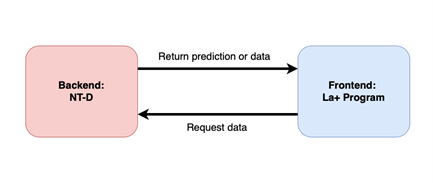 Return prediction or data
Backend:
NT-D
Frontend:
La+ Program
Request data